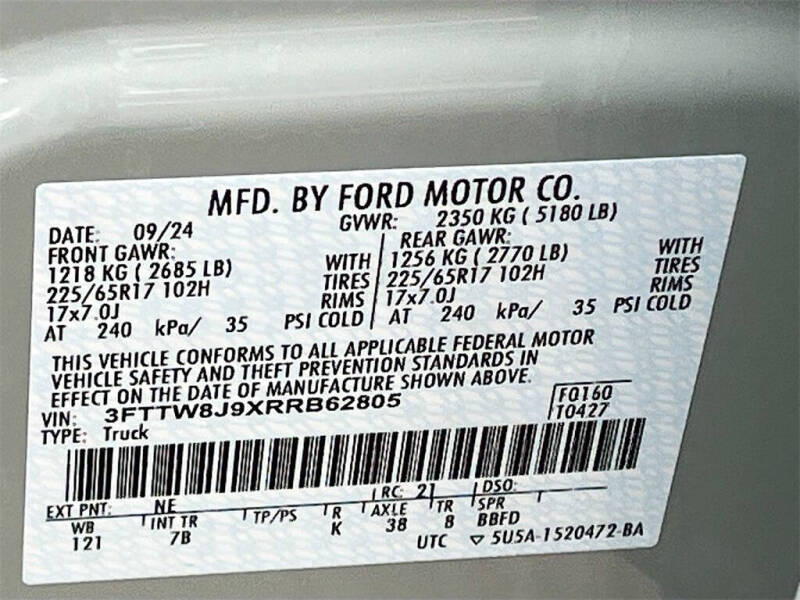 MFD. BY FORD MOTOR CO.
DATE: 09/24 GVWR: 2350 KG ( 5180 LB)
FRONT GAWR: REAR GAWR:
1218 KG ( 2685 LB) WITH 1256 KG ( 2770 LB) WITH
225/65R17 102H TIRES 225/65R17 102H TIRES
17x7.0J RIMS 17x7.0J RIMS
AT 240 kPa/ 35 PSI COLD AT 240 kPa/ 35 PSI COLD
THIS VEHICLE CONFORMS TO ALL APPLICABLE FEDERAL MOTOR
VEHICLE SAFETY AND THEFT PREVENTION STANDARDS IN
EFFECT ON THE DATE OF MANUFACTURE SHOWN ABOVE.
VIN: 3FTTW8J9XRRB62805 F0160
TYPE: Truck T0427
EXT PNT: NE RC: 21 DSO:
WB INT TR TP/PS R AXLE TR SPR
121 7B K 38 8 BBFD
UTC ▽ 5U5A-1520472-BA